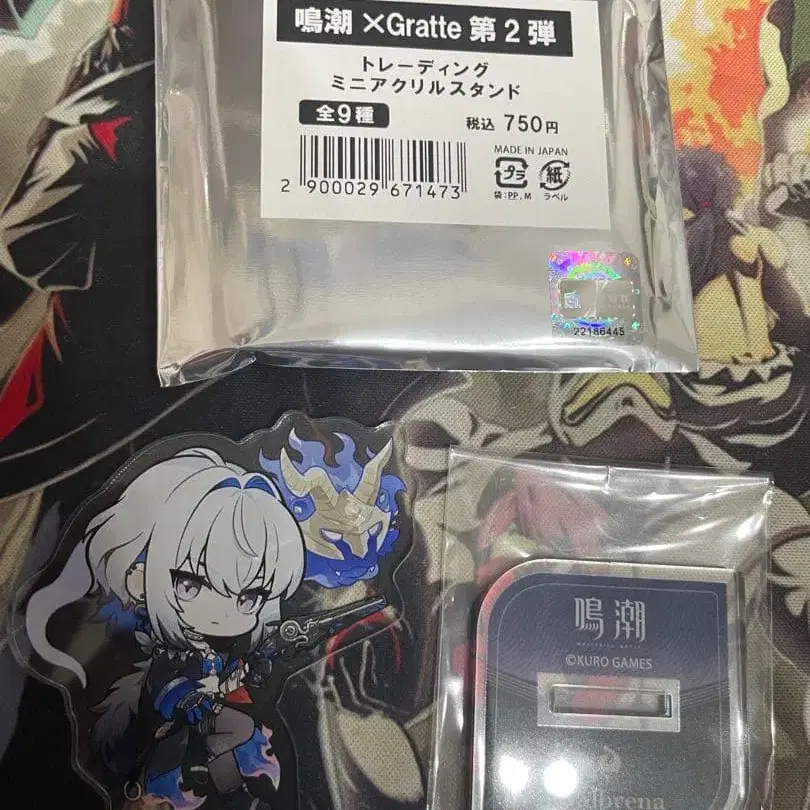 鳴潮 ×Gratte 第2弾
トレーディング
ミニアクリルスタンド
全9種
税込 750円
MADE IN JAPAN
2 900029 671473
プラ
紙
袋:PP, M
ラベル
22186445
鳴潮
©KURO GAMES